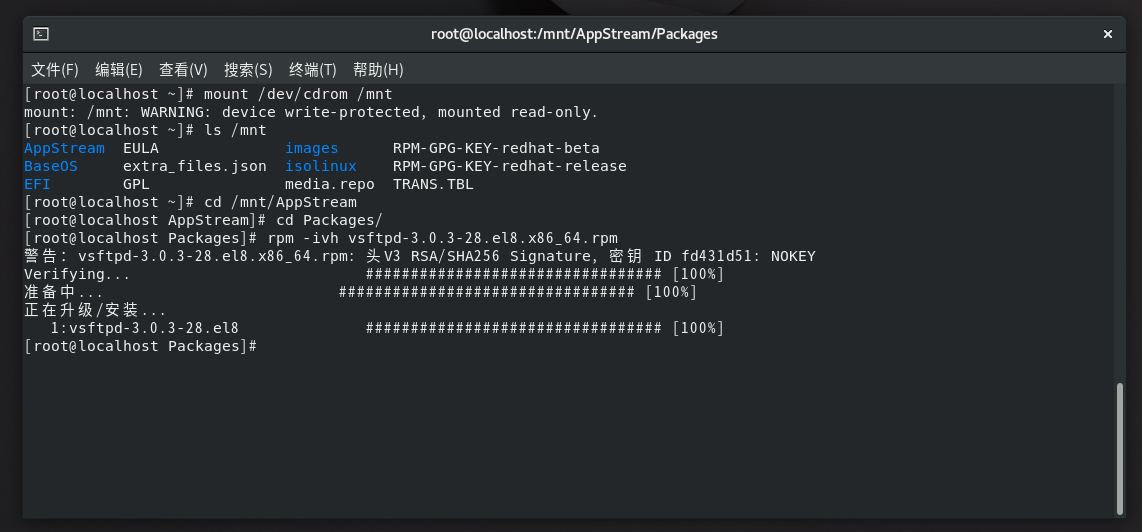 root@localhost:/mnt/AppStream/Packages ×
文件(F) 编辑(E) 查看(V) 搜索(S) 终端(T) 帮助(H)
[root@localhost ~]# mount /dev/cdrom /mnt
mount: /mnt: WARNING: device write-protected, mounted read-only.
[root@localhost ~]# ls /mnt
AppStream  EULA              images      RPM-GPG-KEY-redhat-beta
BaseOS     extra_files.json  isolinux    RPM-GPG-KEY-redhat-release
EFI        GPL               media.repo  TRANS.TBL
[root@localhost ~]# cd /mnt/AppStream
[root@localhost AppStream]# cd Packages/
[root@localhost Packages]# rpm -ivh vsftpd-3.0.3-28.el8.x86_64.rpm
警告: vsftpd-3.0.3-28.el8.x86_64.rpm: 头V3 RSA/SHA256 Signature, 密钥 ID fd431d51: NOKEY
Verifying...                          ################################# [100%]
准备中...                          ################################# [100%]
正在升级/安装...
   1:vsftpd-3.0.3-28.el8              ################################# [100%]
[root@localhost Packages]#